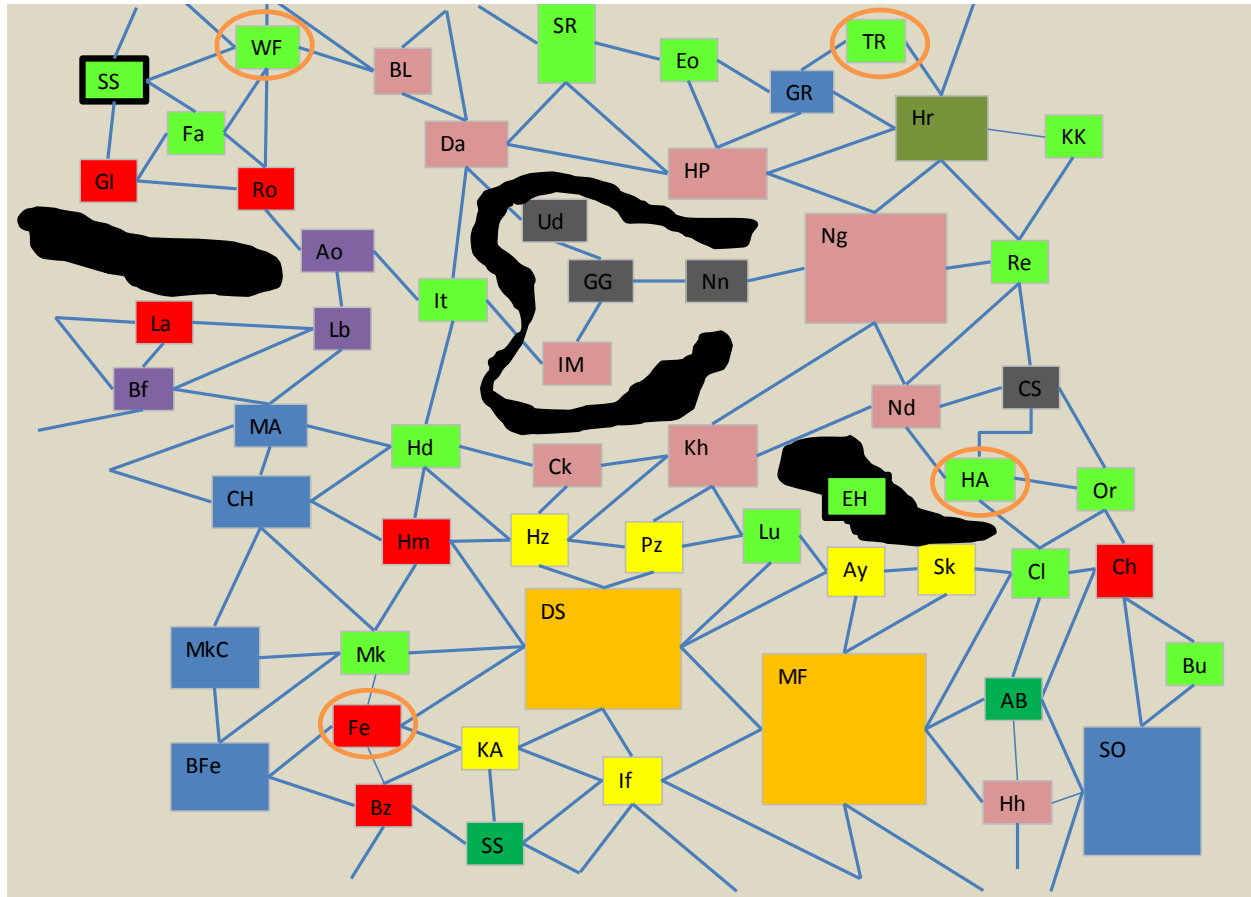 SR
WF
TR
Eo
BL
SS
GR
Hr
Fa
KK
Da
HP
GI
Ro
Ud
Ng
Ao
Re
GG
Nn
It
La
Lb
IM
Bf
CS
Nd
MA
Hd
Kh
Ck
HA
Or
CH
EH
Lu
Hm
Hz
Pz
Ay
Sk
Cl
Ch
DS
MkC
Mk
MF
Bu
AB
Fe
SO
KA
BFe
If
Bz
Hh
SS